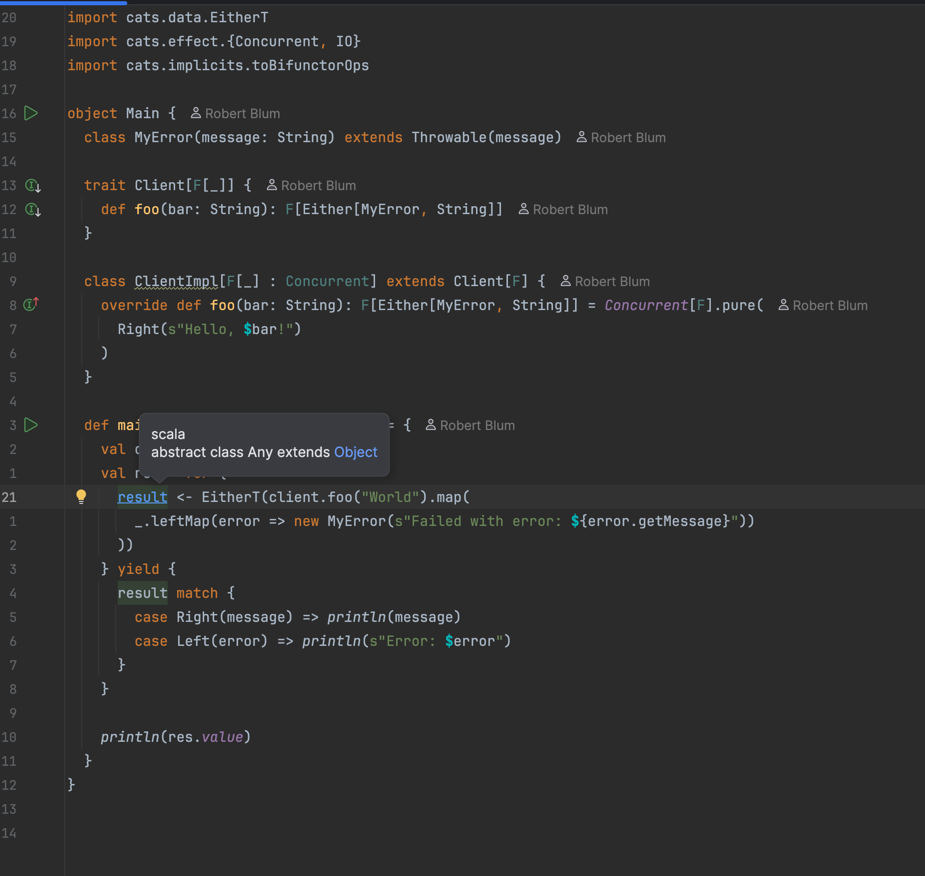 20 import cats.data.EitherT
19 import cats.effect.{Concurrent, IO}
18 import cats.implicits.toBifunctorOps
17
16 object Main { Robert Blum
15 class MyError(message: String) extends Throwable(message) Robert Blum
14
13 trait Client[F[_]] { Robert Blum
12 def foo(bar: String): F[Either[MyError, String]] Robert Blum
11 }
10
9 class ClientImpl[F[_] : Concurrent] extends Client[F] { Robert Blum
8 override def foo(bar: String): F[Either[MyError, String]] = Concurrent[F].pure( Robert Blum
7 Right(s"Hello, $bar!")
6 )
5 }
4
3 def mai = { Robert Blum
scala
2 val
abstract class Any extends Object
1 val
21 result <- EitherT(client.foo("World").map(
1 _.leftMap(error => new MyError(s"Failed with error: ${error.getMessage}"))
2 ))
3 } yield {
4 result match {
5 case Right(message) => println(message)
6 case Left(error) => println(s"Error: $error")
7 }
8 }
9
10 println(res.value)
11 }
12 }
13
14